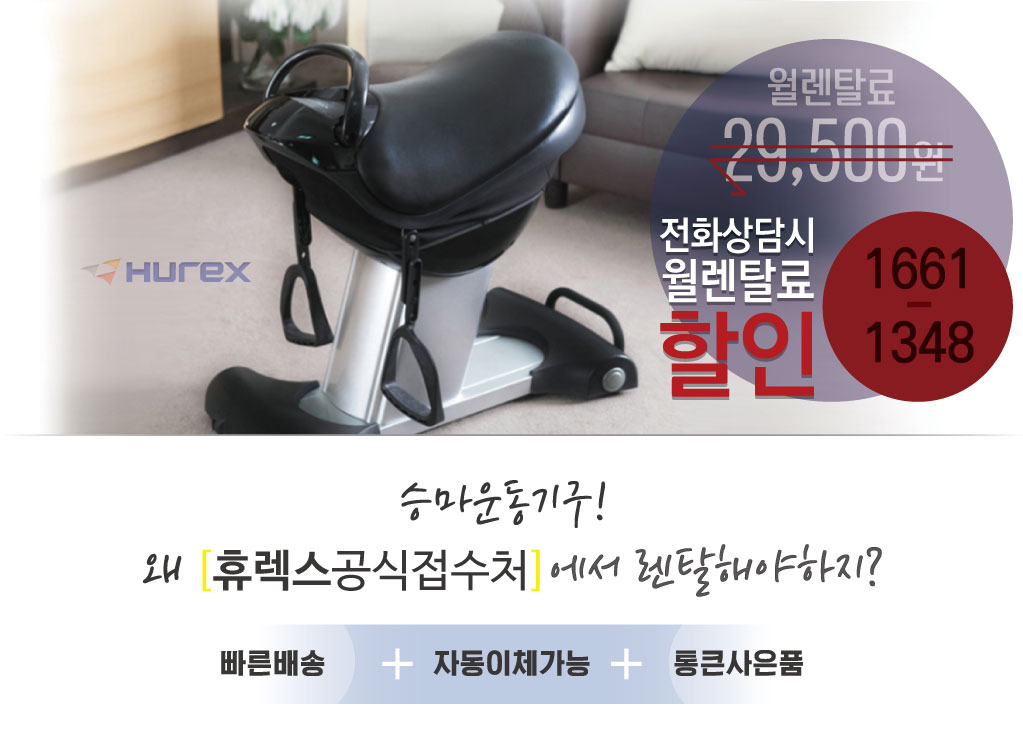 월렌탈료
29,500원
전화상담시
월렌탈료
할인
1661
-
1348
Hurex
승마운동기구!
왜 [휴렉스공식접수처]에서 렌탈해야하지?
빠른배송 + 자동이체가능 + 통큰사은품